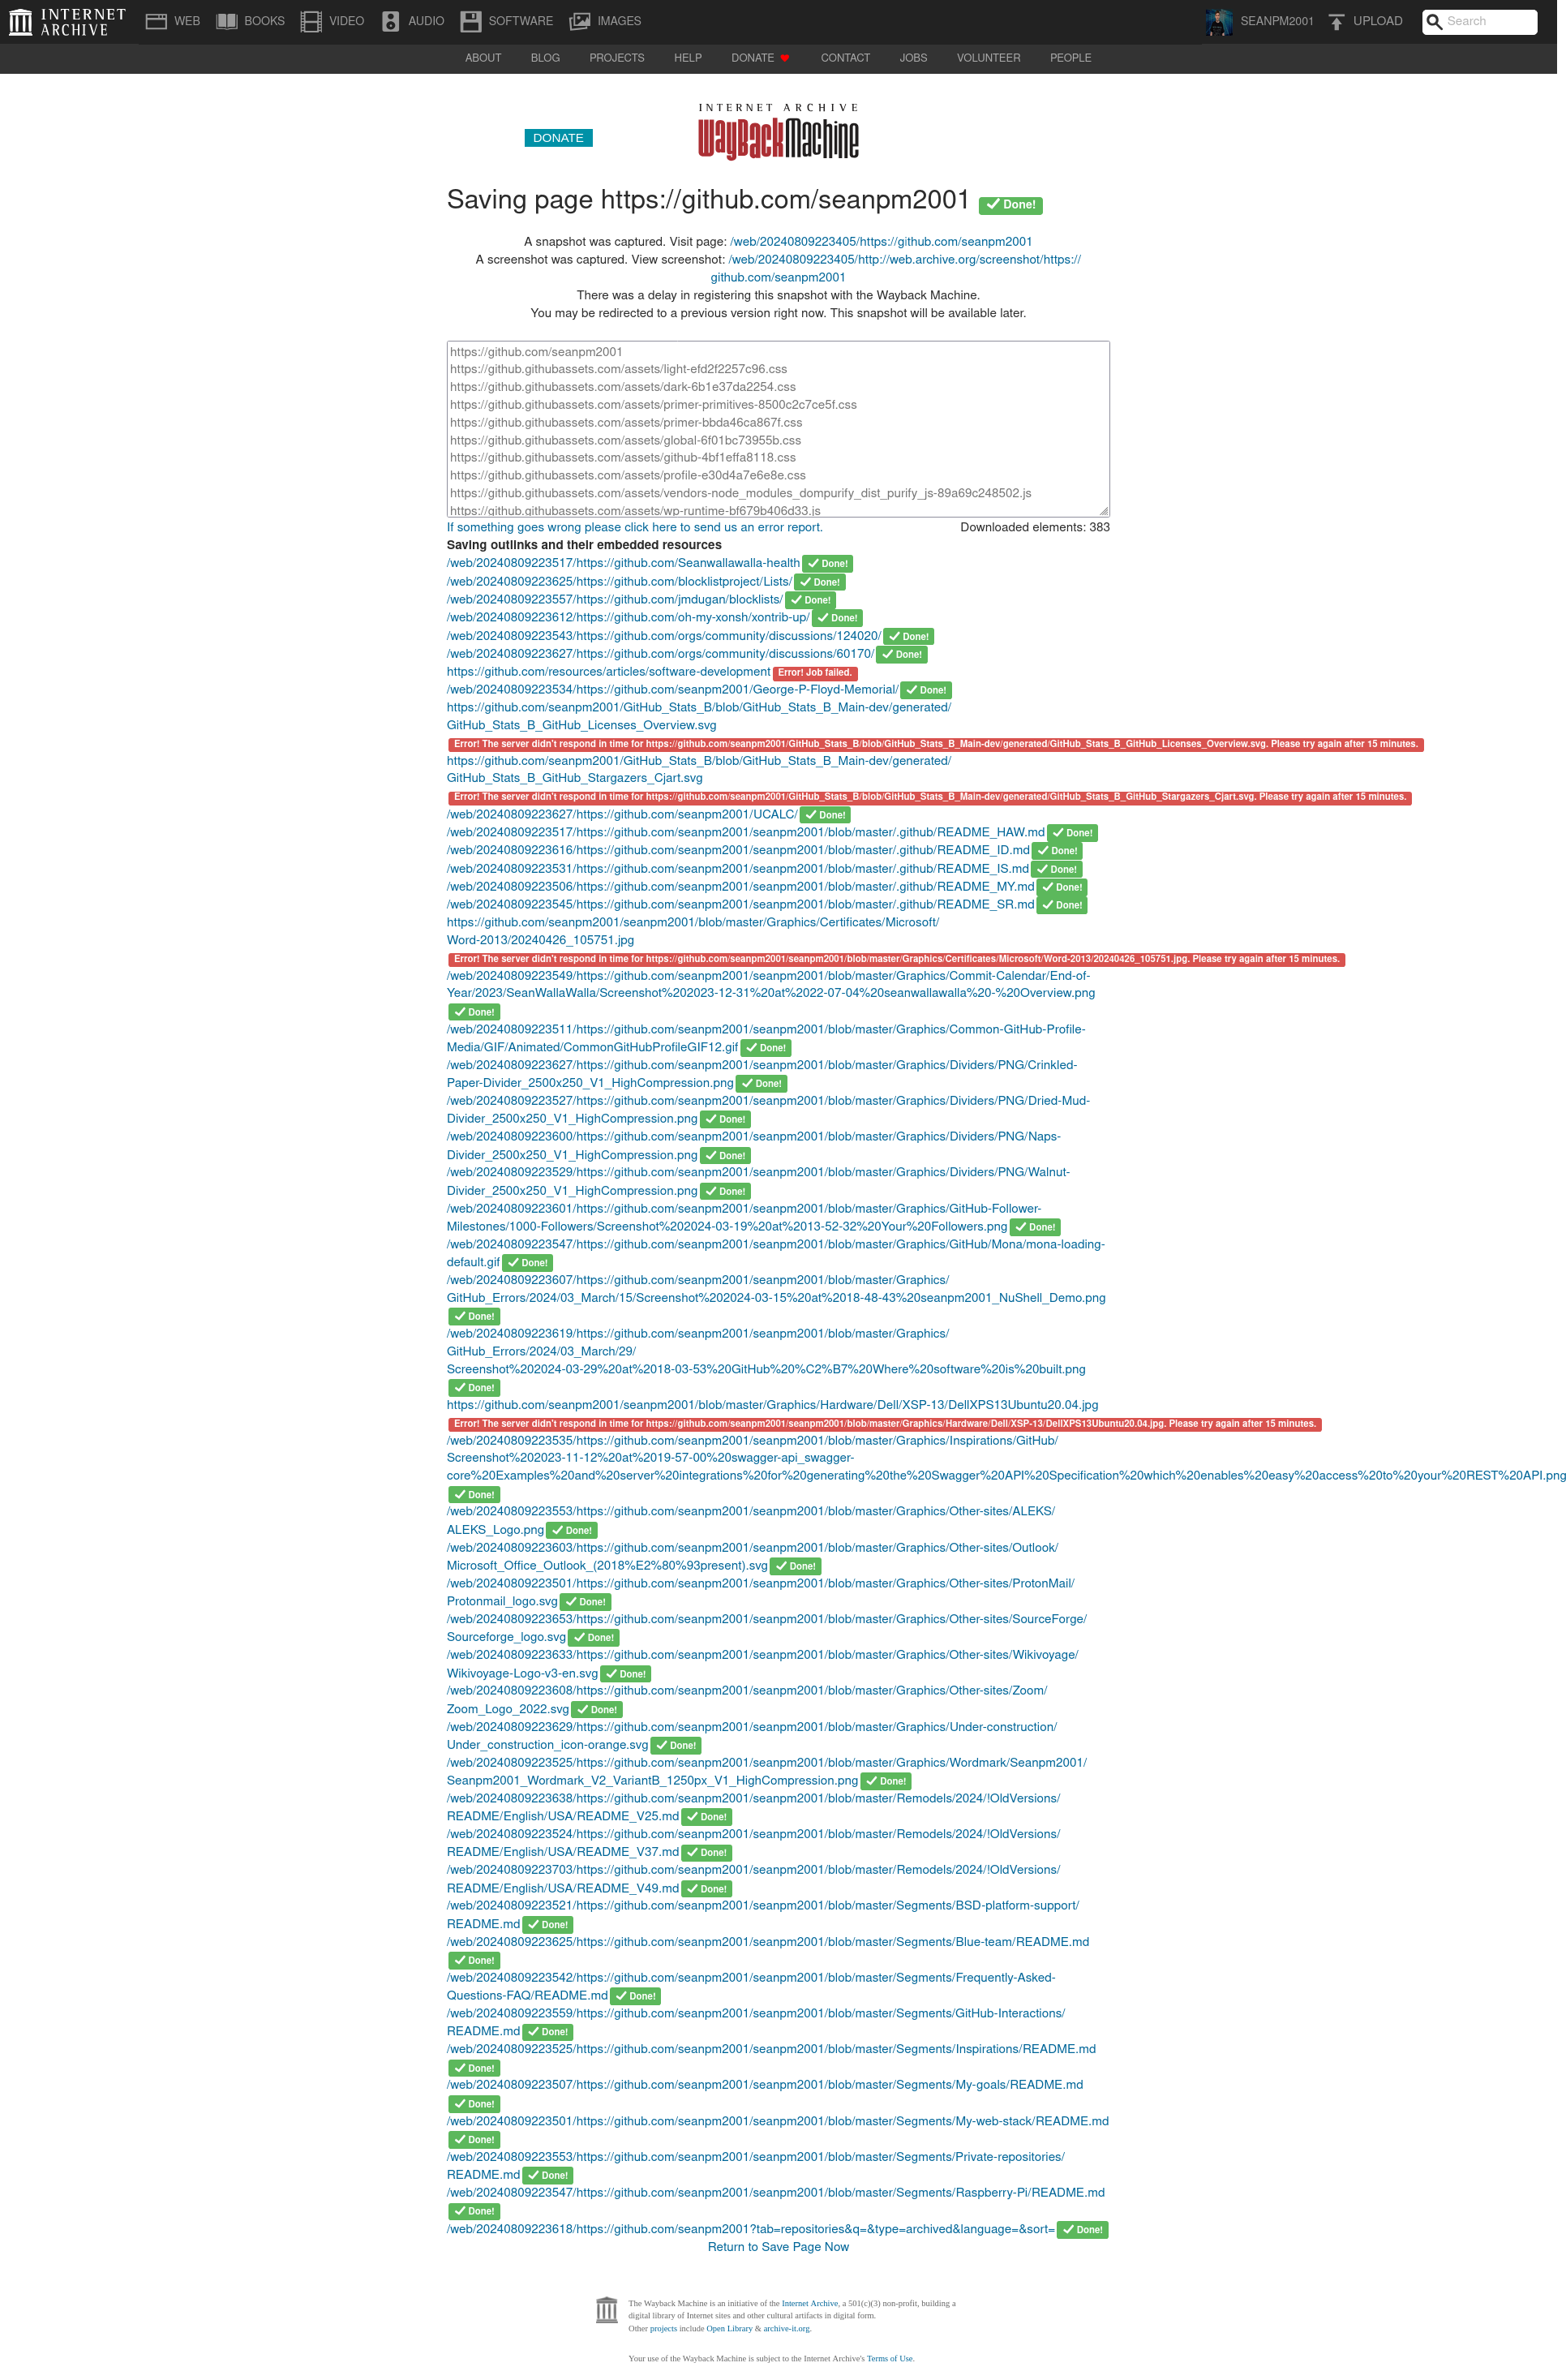 INTERNET ARCHIVE
WEB BOOKS VIDEO AUDIO SOFTWARE IMAGES SEANPM2001 UPLOAD Search
ABOUT BLOG PROJECTS HELP DONATE CONTACT JOBS VOLUNTEER PEOPLE
INTERNET ARCHIVE
DONATE WayBackMachine
Saving page https://github.com/seanpm2001 Done!
A snapshot was captured. Visit page: /web/20240809223405/https://github.com/seanpm2001
A screenshot was captured. View screenshot: /web/20240809223405/http://web.archive.org/screenshot/https://
github.com/seanpm2001
There was a delay in registering this snapshot with the Wayback Machine.
You may be redirected to a previous version right now. This snapshot will be available later.
https://github.com/seanpm2001
https://github.githubassets.com/assets/light-efd2f2257c96.css
https://github.githubassets.com/assets/dark-6b1e37da2254.css
https://github.githubassets.com/assets/primer-primitives-8500c2c7ce5f.css
https://github.githubassets.com/assets/primer-bbda46ca867f.css
https://github.githubassets.com/assets/global-6f01bc73955b.css
https://github.githubassets.com/assets/github-4bf1effa8118.css
https://github.githubassets.com/assets/profile-e30d4a7e6e8e.css
https://github.githubassets.com/assets/vendors-node_modules_dompurify_dist_purify_js-89a69c248502.js
https://github.githubassets.com/assets/wp-runtime-bf679b406d33.js
If something goes wrong please click here to send us an error report. Downloaded elements: 383
Saving outlinks and their embedded resources
/web/20240809223517/https://github.com/Seanwallawalla-health Done!
/web/20240809223625/https://github.com/blocklistproject/Lists/ Done!
/web/20240809223557/https://github.com/jmdugan/blocklists/ Done!
/web/20240809223612/https://github.com/oh-my-xonsh/xontrib-up/ Done!
/web/20240809223543/https://github.com/orgs/community/discussions/124020/ Done!
/web/20240809223627/https://github.com/orgs/community/discussions/60170/ Done!
https://github.com/resources/articles/software-development Error! Job failed.
/web/20240809223534/https://github.com/seanpm2001/George-P-Floyd-Memorial/ Done!
https://github.com/seanpm2001/GitHub_Stats_B/blob/GitHub_Stats_B_Main-dev/generated/
GitHub_Stats_B_GitHub_Licenses_Overview.svg
Error! The server didn't respond in time for https://github.com/seanpm2001/GitHub_Stats_B/blob/GitHub_Stats_B_Main-dev/generated/GitHub_Stats_B_GitHub_Licenses_Overview.svg. Please try again after 15 minutes.
https://github.com/seanpm2001/GitHub_Stats_B/blob/GitHub_Stats_B_Main-dev/generated/
GitHub_Stats_B_GitHub_Stargazers_Cjart.svg
Error! The server didn't respond in time for https://github.com/seanpm2001/GitHub_Stats_B/blob/GitHub_Stats_B_Main-dev/generated/GitHub_Stats_B_GitHub_Stargazers_Cjart.svg. Please try again after 15 minutes.
/web/20240809223627/https://github.com/seanpm2001/UCALC/ Done!
/web/20240809223517/https://github.com/seanpm2001/seanpm2001/blob/master/.github/README_HAW.md Done!
/web/20240809223616/https://github.com/seanpm2001/seanpm2001/blob/master/.github/README_ID.md Done!
/web/20240809223531/https://github.com/seanpm2001/seanpm2001/blob/master/.github/README_IS.md Done!
/web/20240809223506/https://github.com/seanpm2001/seanpm2001/blob/master/.github/README_MY.md Done!
/web/20240809223545/https://github.com/seanpm2001/seanpm2001/blob/master/.github/README_SR.md Done!
https://github.com/seanpm2001/seanpm2001/blob/master/Graphics/Certificates/Microsoft/
Word-2013/20240426_105751.jpg
Error! The server didn't respond in time for https://github.com/seanpm2001/seanpm2001/blob/master/Graphics/Certificates/Microsoft/Word-2013/20240426_105751.jpg. Please try again after 15 minutes.
/web/20240809223549/https://github.com/seanpm2001/seanpm2001/blob/master/Graphics/Commit-Calendar/End-of-
Year/2023/SeanWallaWalla/Screenshot%202023-12-31%20at%2022-07-04%20seanwallawalla%20-%20Overview.png
Done!
/web/20240809223511/https://github.com/seanpm2001/seanpm2001/blob/master/Graphics/Common-GitHub-Profile-
Media/GIF/Animated/CommonGitHubProfileGIF12.gif Done!
/web/20240809223627/https://github.com/seanpm2001/seanpm2001/blob/master/Graphics/Dividers/PNG/Crinkled-
Paper-Divider_2500x250_V1_HighCompression.png Done!
/web/20240809223527/https://github.com/seanpm2001/seanpm2001/blob/master/Graphics/Dividers/PNG/Dried-Mud-
Divider_2500x250_V1_HighCompression.png Done!
/web/20240809223600/https://github.com/seanpm2001/seanpm2001/blob/master/Graphics/Dividers/PNG/Naps-
Divider_2500x250_V1_HighCompression.png Done!
/web/20240809223529/https://github.com/seanpm2001/seanpm2001/blob/master/Graphics/Dividers/PNG/Walnut-
Divider_2500x250_V1_HighCompression.png Done!
/web/20240809223601/https://github.com/seanpm2001/seanpm2001/blob/master/Graphics/GitHub-Follower-
Milestones/1000-Followers/Screenshot%202024-03-19%20at%2013-52-32%20Your%20Followers.png Done!
/web/20240809223547/https://github.com/seanpm2001/seanpm2001/blob/master/Graphics/GitHub/Mona/mona-loading-
default.gif Done!
/web/20240809223607/https://github.com/seanpm2001/seanpm2001/blob/master/Graphics/
GitHub_Errors/2024/03_March/15/Screenshot%202024-03-15%20at%2018-48-43%20seanpm2001_NuShell_Demo.png
Done!
/web/20240809223619/https://github.com/seanpm2001/seanpm2001/blob/master/Graphics/
GitHub_Errors/2024/03_March/29/
Screenshot%202024-03-29%20at%2018-03-53%20GitHub%20%C2%B7%20Where%20software%20is%20built.png
Done!
https://github.com/seanpm2001/seanpm2001/blob/master/Graphics/Hardware/Dell/XSP-13/DellXPS13Ubuntu20.04.jpg
Error! The server didn't respond in time for https://github.com/seanpm2001/seanpm2001/blob/master/Graphics/Hardware/Dell/XSP-13/DellXPS13Ubuntu20.04.jpg. Please try again after 15 minutes.
/web/20240809223535/https://github.com/seanpm2001/seanpm2001/blob/master/Graphics/Inspirations/GitHub/
Screenshot%202023-11-12%20at%2019-57-00%20swagger-api_swagger-
core%20Examples%20and%20server%20integrations%20for%20generating%20the%20Swagger%20API%20Specification%20which%20enables%20easy%20access%20to%20your%20REST%20API.png
Done!
/web/20240809223553/https://github.com/seanpm2001/seanpm2001/blob/master/Graphics/Other-sites/ALEKS/
ALEKS_Logo.png Done!
/web/20240809223603/https://github.com/seanpm2001/seanpm2001/blob/master/Graphics/Other-sites/Outlook/
Microsoft_Office_Outlook_(2018%E2%80%93present).svg Done!
/web/20240809223501/https://github.com/seanpm2001/seanpm2001/blob/master/Graphics/Other-sites/ProtonMail/
Protonmail_logo.svg Done!
/web/20240809223653/https://github.com/seanpm2001/seanpm2001/blob/master/Graphics/Other-sites/SourceForge/
Sourceforge_logo.svg Done!
/web/20240809223633/https://github.com/seanpm2001/seanpm2001/blob/master/Graphics/Other-sites/Wikivoyage/
Wikivoyage-Logo-v3-en.svg Done!
/web/20240809223608/https://github.com/seanpm2001/seanpm2001/blob/master/Graphics/Other-sites/Zoom/
Zoom_Logo_2022.svg Done!
/web/20240809223629/https://github.com/seanpm2001/seanpm2001/blob/master/Graphics/Under-construction/
Under_construction_icon-orange.svg Done!
/web/20240809223525/https://github.com/seanpm2001/seanpm2001/blob/master/Graphics/Wordmark/Seanpm2001/
Seanpm2001_Wordmark_V2_VariantB_1250px_V1_HighCompression.png Done!
/web/20240809223638/https://github.com/seanpm2001/seanpm2001/blob/master/Remodels/2024/!OldVersions/
README/English/USA/README_V25.md Done!
/web/20240809223524/https://github.com/seanpm2001/seanpm2001/blob/master/Remodels/2024/!OldVersions/
README/English/USA/README_V37.md Done!
/web/20240809223703/https://github.com/seanpm2001/seanpm2001/blob/master/Remodels/2024/!OldVersions/
README/English/USA/README_V49.md Done!
/web/20240809223521/https://github.com/seanpm2001/seanpm2001/blob/master/Segments/BSD-platform-support/
README.md Done!
/web/20240809223625/https://github.com/seanpm2001/seanpm2001/blob/master/Segments/Blue-team/README.md
Done!
/web/20240809223542/https://github.com/seanpm2001/seanpm2001/blob/master/Segments/Frequently-Asked-
Questions-FAQ/README.md Done!
/web/20240809223559/https://github.com/seanpm2001/seanpm2001/blob/master/Segments/GitHub-Interactions/
README.md Done!
/web/20240809223525/https://github.com/seanpm2001/seanpm2001/blob/master/Segments/Inspirations/README.md
Done!
/web/20240809223507/https://github.com/seanpm2001/seanpm2001/blob/master/Segments/My-goals/README.md
Done!
/web/20240809223501/https://github.com/seanpm2001/seanpm2001/blob/master/Segments/My-web-stack/README.md
Done!
/web/20240809223553/https://github.com/seanpm2001/seanpm2001/blob/master/Segments/Private-repositories/
README.md Done!
/web/20240809223547/https://github.com/seanpm2001/seanpm2001/blob/master/Segments/Raspberry-Pi/README.md
Done!
/web/20240809223618/https://github.com/seanpm2001?tab=repositories&q=&type=archived&language=&sort= Done!
Return to Save Page Now
The Wayback Machine is an initiative of the Internet Archive, a 501(c)(3) non-profit, building a
digital library of Internet sites and other cultural artifacts in digital form.
Other projects include Open Library & archive-it.org.
Your use of the Wayback Machine is subject to the Internet Archive's Terms of Use.